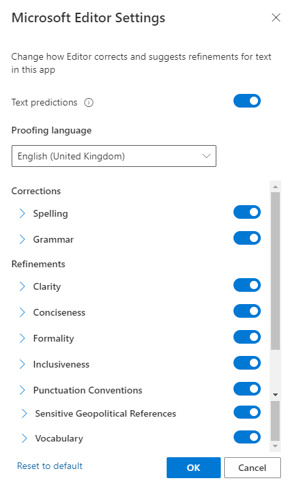 Microsoft Editor Settings
Change how Editor corrects and suggests refinements for text
in this app
Text predictions
Proofing language
English (United Kingdom)
Corrections
Spelling
Grammar
Refinements
Clarity
Conciseness
Formality
Inclusiveness
Punctuation Conventions
Sensitive Geopolitical References
Vocabulary
Reset to default
OK
Cancel